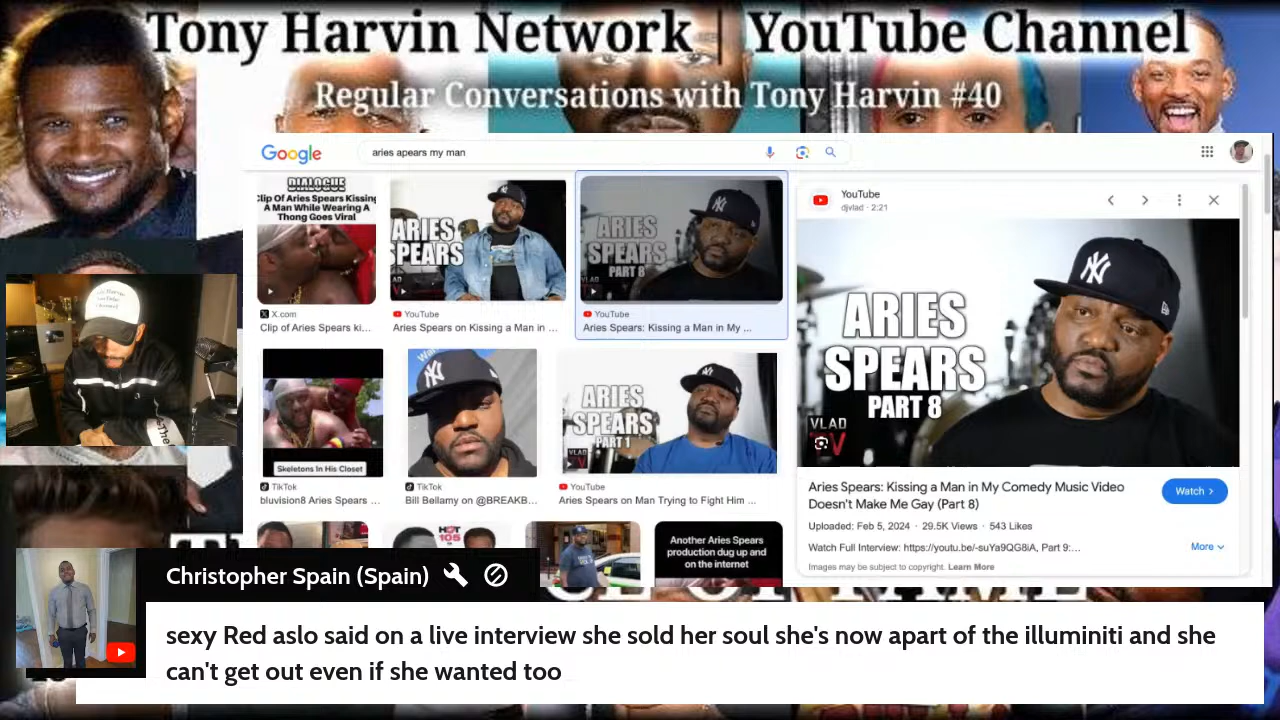 Tony Harvin Network | YouTube Channel
Regular Conversations with Tony Harvin #40
Google
aries apears my man
DIALOGUE
Clip Of Aries Spears Kissing
A Man While Wearing A
Thong Goes Viral
X.com
Clip of Aries Spears ki...
ARIES
SPEARS
VLAD
YouTube
Aries Spears on Kissing a Man in ...
ARIES
SPEARS
PART 8
VLAD
YouTube
Aries Spears: Kissing a Man in My ...
YouTube
djvlad · 2:21
ARIES
SPEARS
PART 8
VLAD
TV
Aries Spears: Kissing a Man in My Comedy Music Video
Doesn't Make Me Gay (Part 8)
Watch
Uploaded: Feb 5, 2024 · 29.5K Views · 543 Likes
Watch Full Interview: https://youtu.be/-suYa9QG8iA, Part 9:...
More
Images may be subject to copyright. Learn More
Skeletons In His Closet
TikTok
bluvision8 Aries Spears ...
TikTok
Bill Bellamy on @BREAKB...
ARIES
SPEARS
PART 1
VLAD
YouTube
Aries Spears on Man Trying to Fight Him ...
HOT
105
Another Aries Spears
production dug up and
on the internet
Christopher Spain (Spain)
sexy Red aslo said on a live interview she sold her soul she's now apart of the illuminiti and she
can't get out even if she wanted too